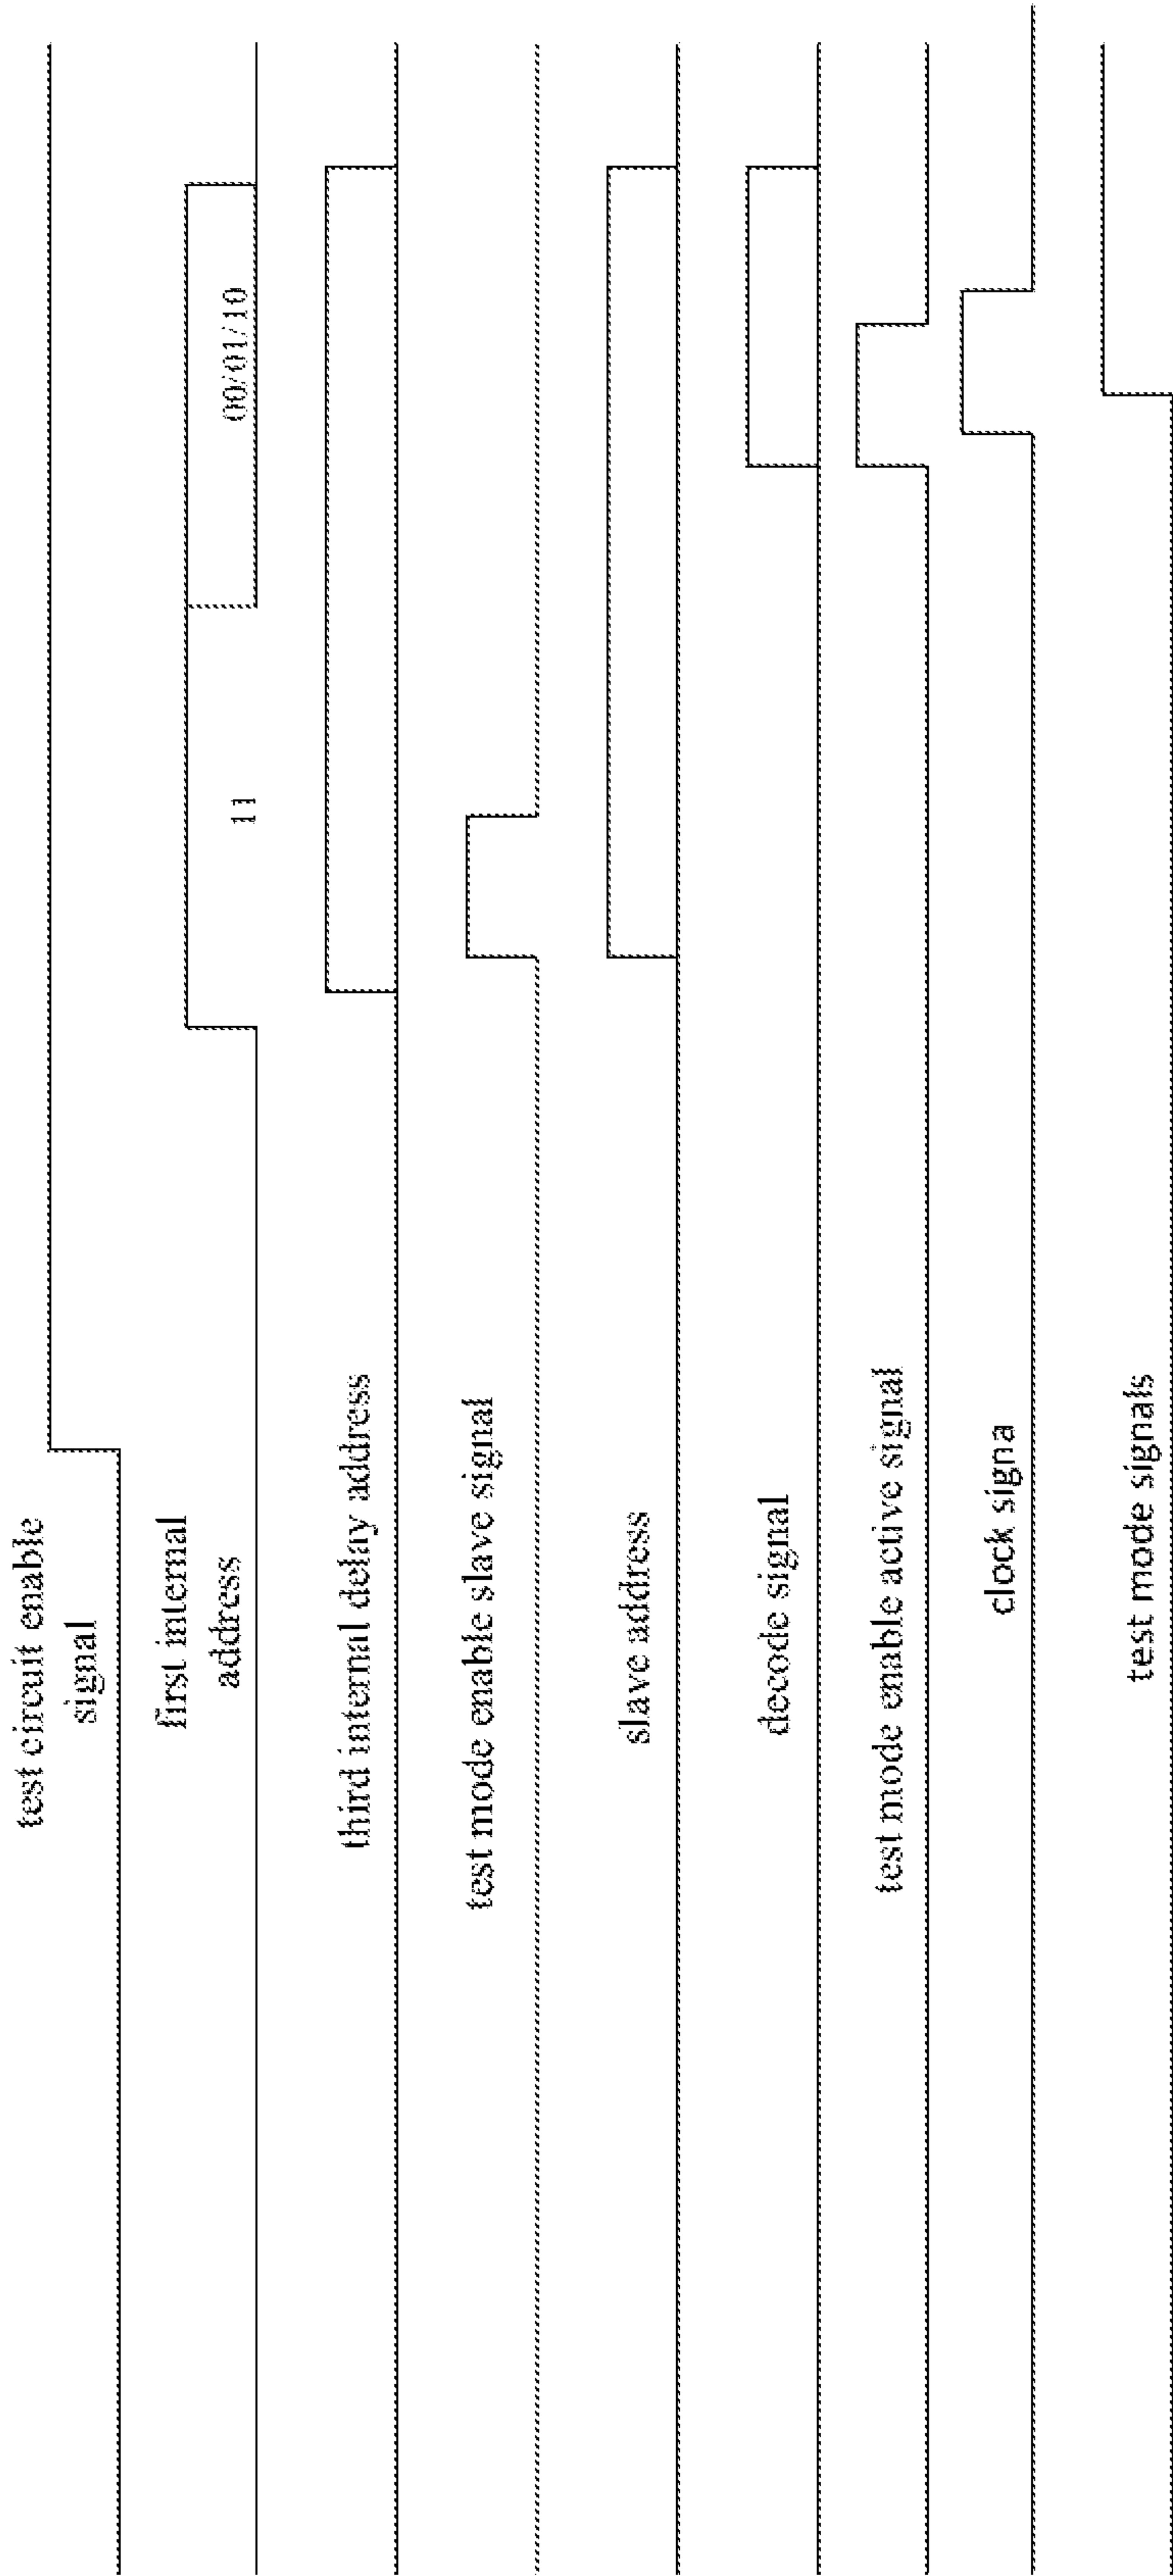 test circuit enable
signal
first internal
address
11
00/01/10
third internal delay address
test mode enable slave signal
slave address
decode signal
test mode enable active signal
clock signa
test mode signals